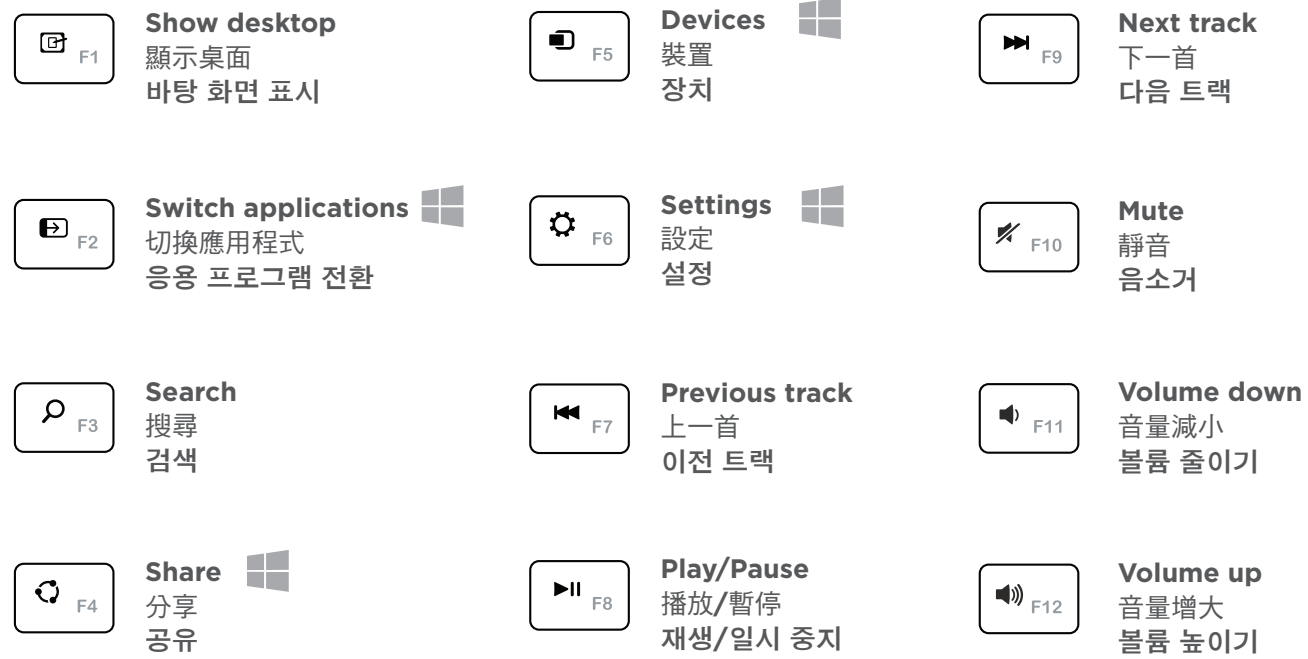 F1
Show desktop
顯示桌面
바탕 화면 표시
F2
Switch applications
切換應用程式
응용 프로그램 전환
F3
Search
搜尋
검색
F4
Share
分享
공유
F5
Devices
裝置
장치
F6
Settings
設定
설정
F7
Previous track
上一首
이전 트랙
F8
Play/Pause
播放/暫停
재생/일시 중지
F9
Next track
下一首
다음 트랙
F10
Mute
靜音
음소거
F11
Volume down
音量減小
볼륨 줄이기
F12
Volume up
音量增大
볼륨 높이기